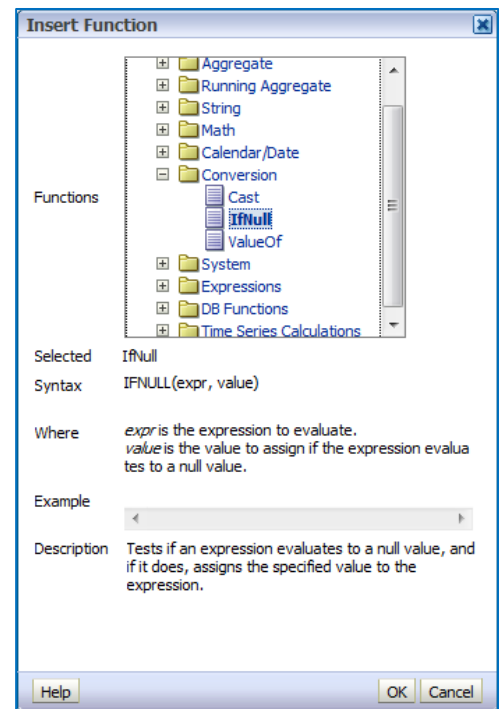 Insert Function
Functions
Aggregate
Running Aggregate
String
Math
Calendar/Date
Conversion
Cast
IfNull
ValueOf
System
Expressions
DB Functions
Time Series Calculations
Selected IfNull
Syntax IFNULL(expr, value)
Where expr is the expression to evaluate.
value is the value to assign if the expression evalua
tes to a null value.
Example
Description Tests if an expression evaluates to a null value, and
if it does, assigns the specified value to the
expression.
Help OK Cancel